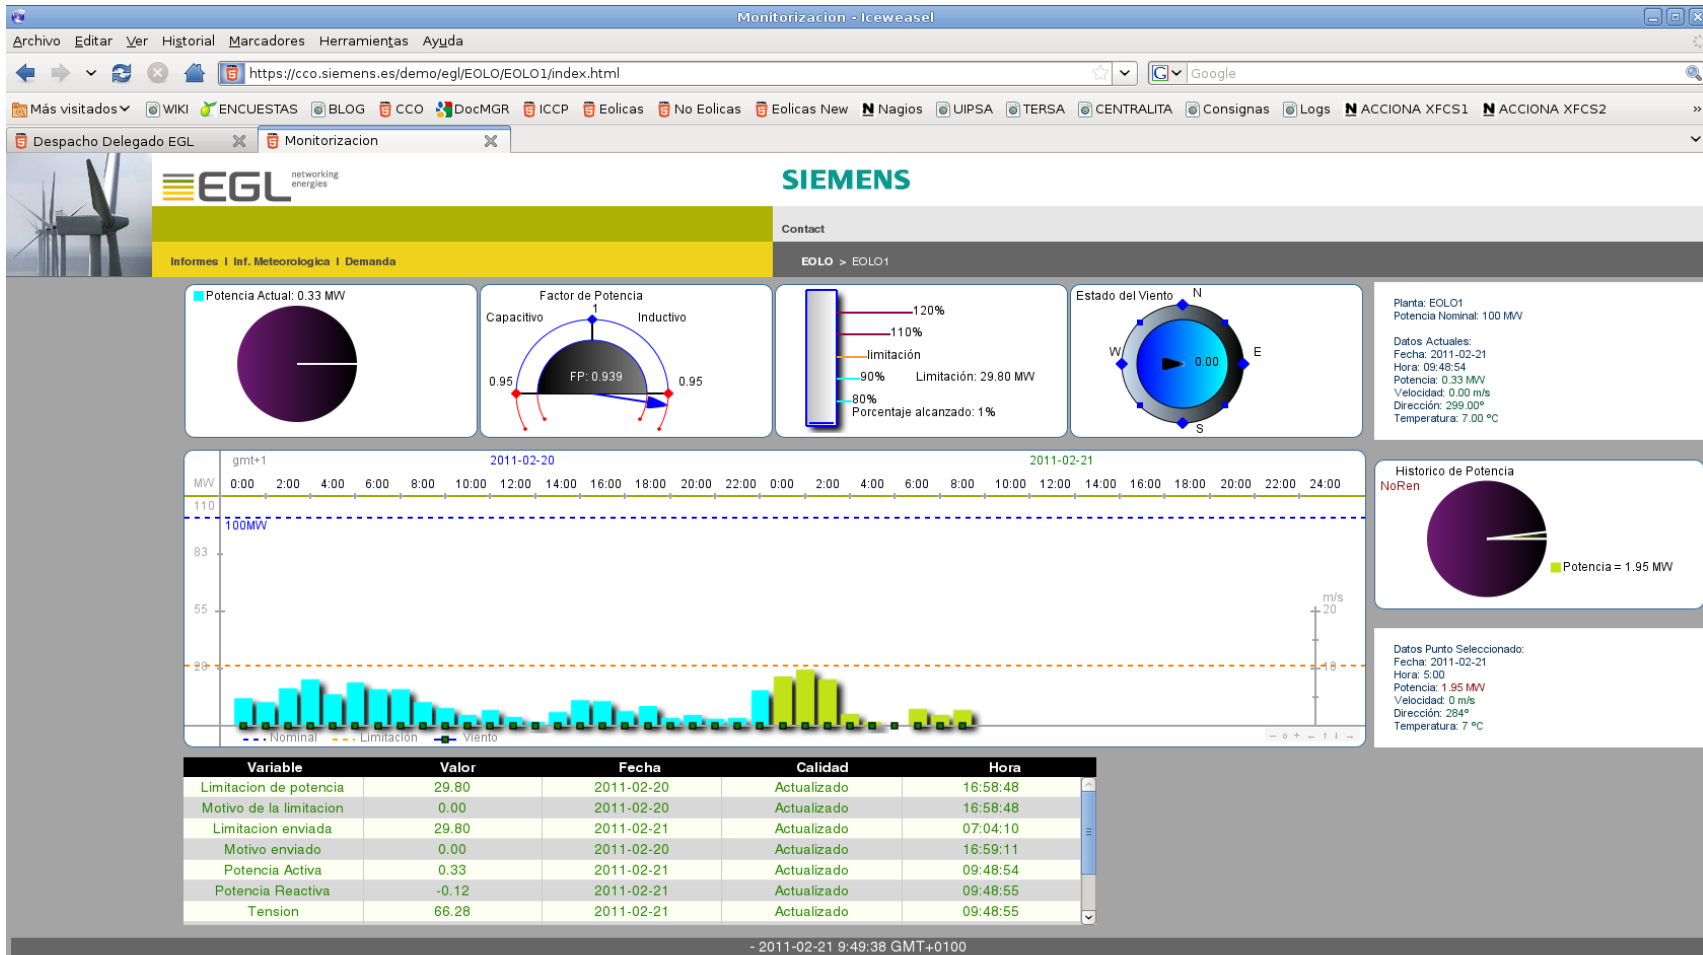 Monitorizacion - Iceweasel
Archivo Editar Ver Historial Marcadores Herramientas Ayuda
https://cco.siemens.es/demo/egl/EOLO/EOLO1/index.html Google
Más visitados WIKI ENCUESTAS BLOG CCO DocMGR ICCP Eolicas No Eolicas Eolicas New Nagios UIPSA TERSA CENTRALITA Consignas Logs ACCIONA XFCS1 ACCIONA XFCS2 »
Despacho Delegado EGL Monitorizacion
EGL networking energies
SIEMENS
Contact
Informes I Inf. Meteorologica I Demanda
EOLO > EOLO1
Potencia Actual: 0.33 MW
Factor de Potencia
1
Capacitivo Inductivo
0.95 FP: 0.939 0.95
120%
110%
limitación
90% Limitación: 29.80 MW
80%
Porcentaje alcanzado: 1%
Estado del Viento
N
W 0.00 E
S
Planta: EOLO1
Potencia Nominal: 100 MW
Datos Actuales:
Fecha: 2011-02-21
Hora: 09:48:54
Potencia: 0.33 MW
Velocidad: 0.00 m/s
Dirección: 299.00º
Temperatura: 7.00 ºC
gmt+1 2011-02-20 2011-02-21
MW 0:00 2:00 4:00 6:00 8:00 10:00 12:00 14:00 16:00 18:00 20:00 22:00 0:00 2:00 4:00 6:00 8:00 10:00 12:00 14:00 16:00 18:00 20:00 22:00 24:00
110
100MW
83
55
m/s
20
28
10
Nominal Limitación Viento
Historico de Potencia
NoRen
Potencia = 1.95 MW
Datos Punto Seleccionado:
Fecha: 2011-02-21
Hora: 5:00
Potencia: 1.95 MW
Velocidad: 0 m/s
Dirección: 284º
Temperatura: 7 ºC
Variable Valor Fecha Calidad Hora
Limitacion de potencia 29.80 2011-02-20 Actualizado 16:58:48
Motivo de la limitacion 0.00 2011-02-20 Actualizado 16:58:48
Limitacion enviada 29.80 2011-02-21 Actualizado 07:04:10
Motivo enviado 0.00 2011-02-20 Actualizado 16:59:11
Potencia Activa 0.33 2011-02-21 Actualizado 09:48:54
Potencia Reactiva -0.12 2011-02-21 Actualizado 09:48:55
Tension 66.28 2011-02-21 Actualizado 09:48:55
- 2011-02-21 9:49:38 GMT+0100